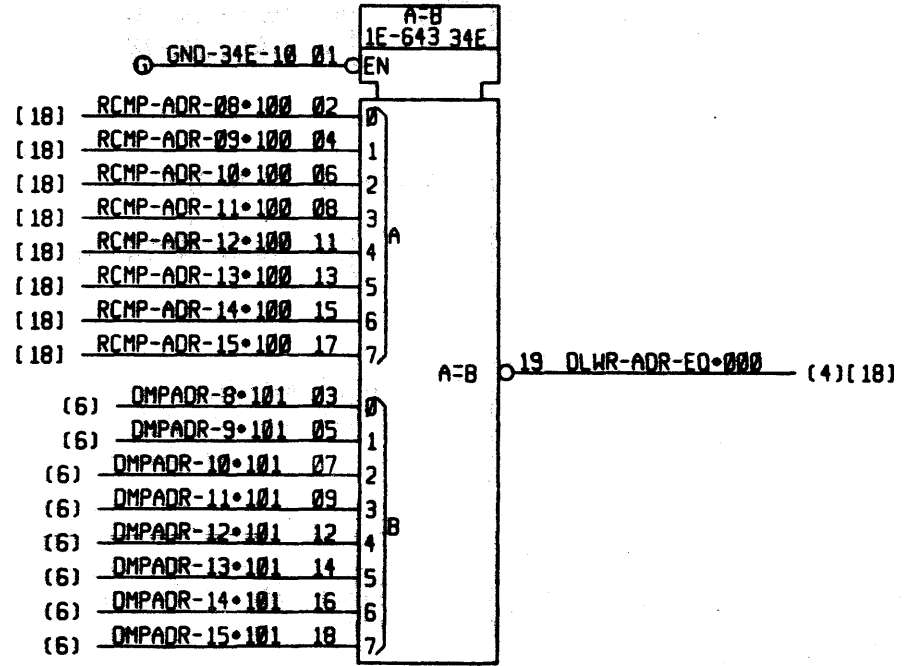 A=B
1E-643 34E
G GND-34E-10 01 EN
[18] RCMP-ADR-08•100 02 0
[18] RCMP-ADR-09•100 04 1
[18] RCMP-ADR-10•100 06 2
[18] RCMP-ADR-11•100 08 3
[18] RCMP-ADR-12•100 11 4 A
[18] RCMP-ADR-13•100 13 5
[18] RCMP-ADR-14•100 15 6
[18] RCMP-ADR-15•100 17 7
A=B 19 DLWR-ADR-EQ•000 (4)[18]
(6) DMPADR-8•101 03 0
(6) DMPADR-9•101 05 1
(6) DMPADR-10•101 07 2
(6) DMPADR-11•101 09 3
(6) DMPADR-12•101 12 4 B
(6) DMPADR-13•101 14 5
(6) DMPADR-14•101 16 6
(6) DMPADR-15•101 18 7